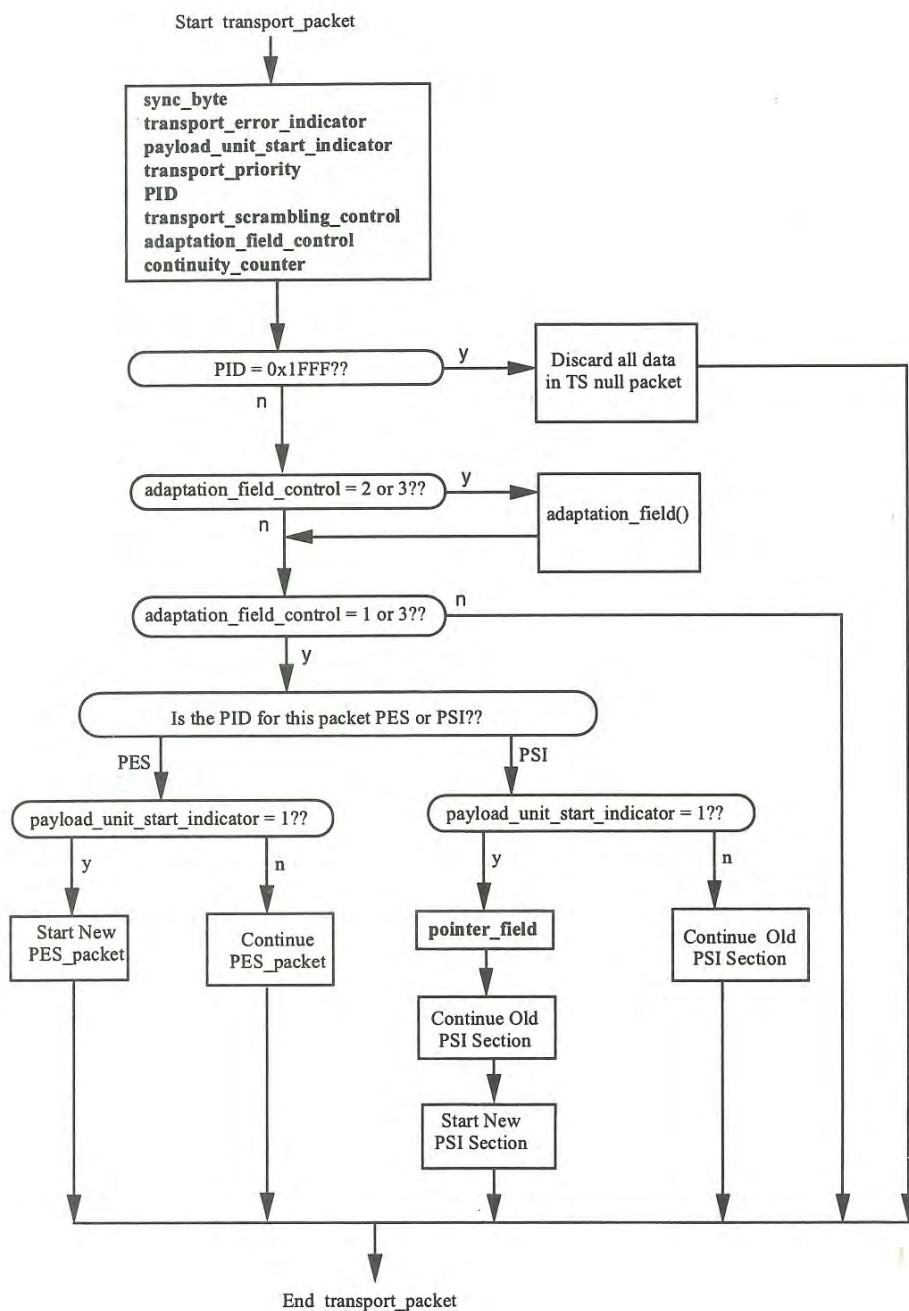 Start transport_packet
sync_byte
transport_error_indicator
payload_unit_start_indicator
transport_priority
PID
transport_scrambling_control
adaptation_field_control
continuity_counter
PID = 0x1FFF??
y
Discard all data
in TS null packet
n
adaptation_field_control = 2 or 3??
y
adaptation_field()
n
adaptation_field_control = 1 or 3??
n
y
Is the PID for this packet PES or PSI??
PES
PSI
payload_unit_start_indicator = 1??
payload_unit_start_indicator = 1??
y
n
y
n
Start New
PES_packet
Continue
PES_packet
pointer_field
Continue Old
PSI Section
Continue Old
PSI Section
Start New
PSI Section
End transport_packet